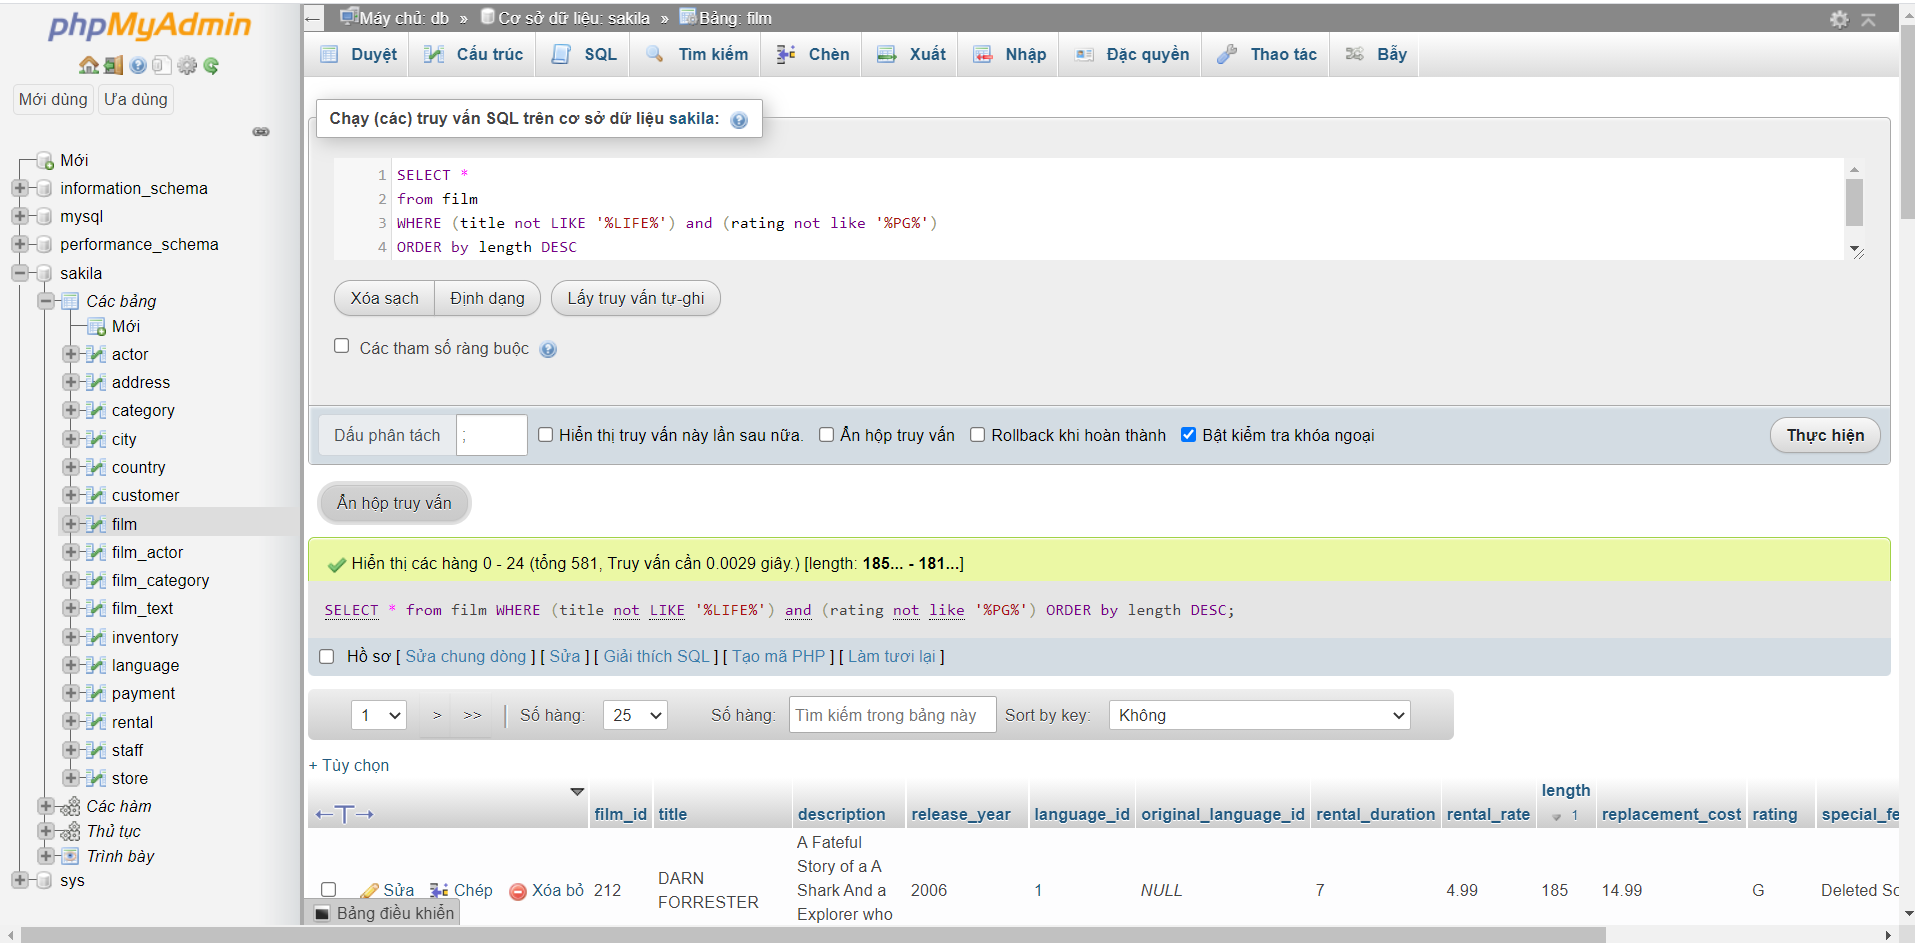 phpMyAdmin
Mới dùng Ưa dùng
Mới
information_schema
mysql
performance_schema
sakila
Các bảng
Mới
actor
address
category
city
country
customer
film
film_actor
film_category
film_text
inventory
language
payment
rental
staff
store
Các hàm
Thủ tục
Trình bày
sys
Máy chủ: db » Cơ sở dữ liệu: sakila » Bảng: film
Duyệt Cấu trúc SQL Tìm kiếm Chèn Xuất Nhập Đặc quyền Thao tác Bẫy
Chạy (các) truy vấn SQL trên cơ sở dữ liệu sakila:
1 SELECT *
2 from film
3 WHERE (title not LIKE '%LIFE%') and (rating not like '%PG%')
4 ORDER by length DESC
Xóa sạch Định dạng Lấy truy vấn tự-ghi
Các tham số ràng buộc
Dấu phân tách ; Hiển thị truy vấn này lần sau nữa. Ẩn hộp truy vấn Rollback khi hoàn thành Bật kiểm tra khóa ngoại Thực hiện
Ẩn hộp truy vấn
Hiển thị các hàng 0 - 24 (tổng 581, Truy vấn cần 0.0029 giây.) [length: 185... - 181...]
SELECT * from film WHERE (title not LIKE '%LIFE%') and (rating not like '%PG%') ORDER by length DESC;
Hồ sơ [ Sửa chung dòng ] [ Sửa ] [ Giải thích SQL ] [ Tạo mã PHP ] [ Làm tươi lại ]
1 > >> | Số hàng: 25 Số hàng: Tìm kiếm trong bảng này Sort by key: Không
+ Tùy chọn
←T→ film_id title description release_year language_id original_language_id rental_duration rental_rate length 1 replacement_cost rating special_fe
Sửa Chép Xóa bỏ 212 DARN FORRESTER A Fateful Story of a A Shark And a Explorer who 2006 1 NULL 7 4.99 185 14.99 G Deleted Sc
Bảng điều khiển